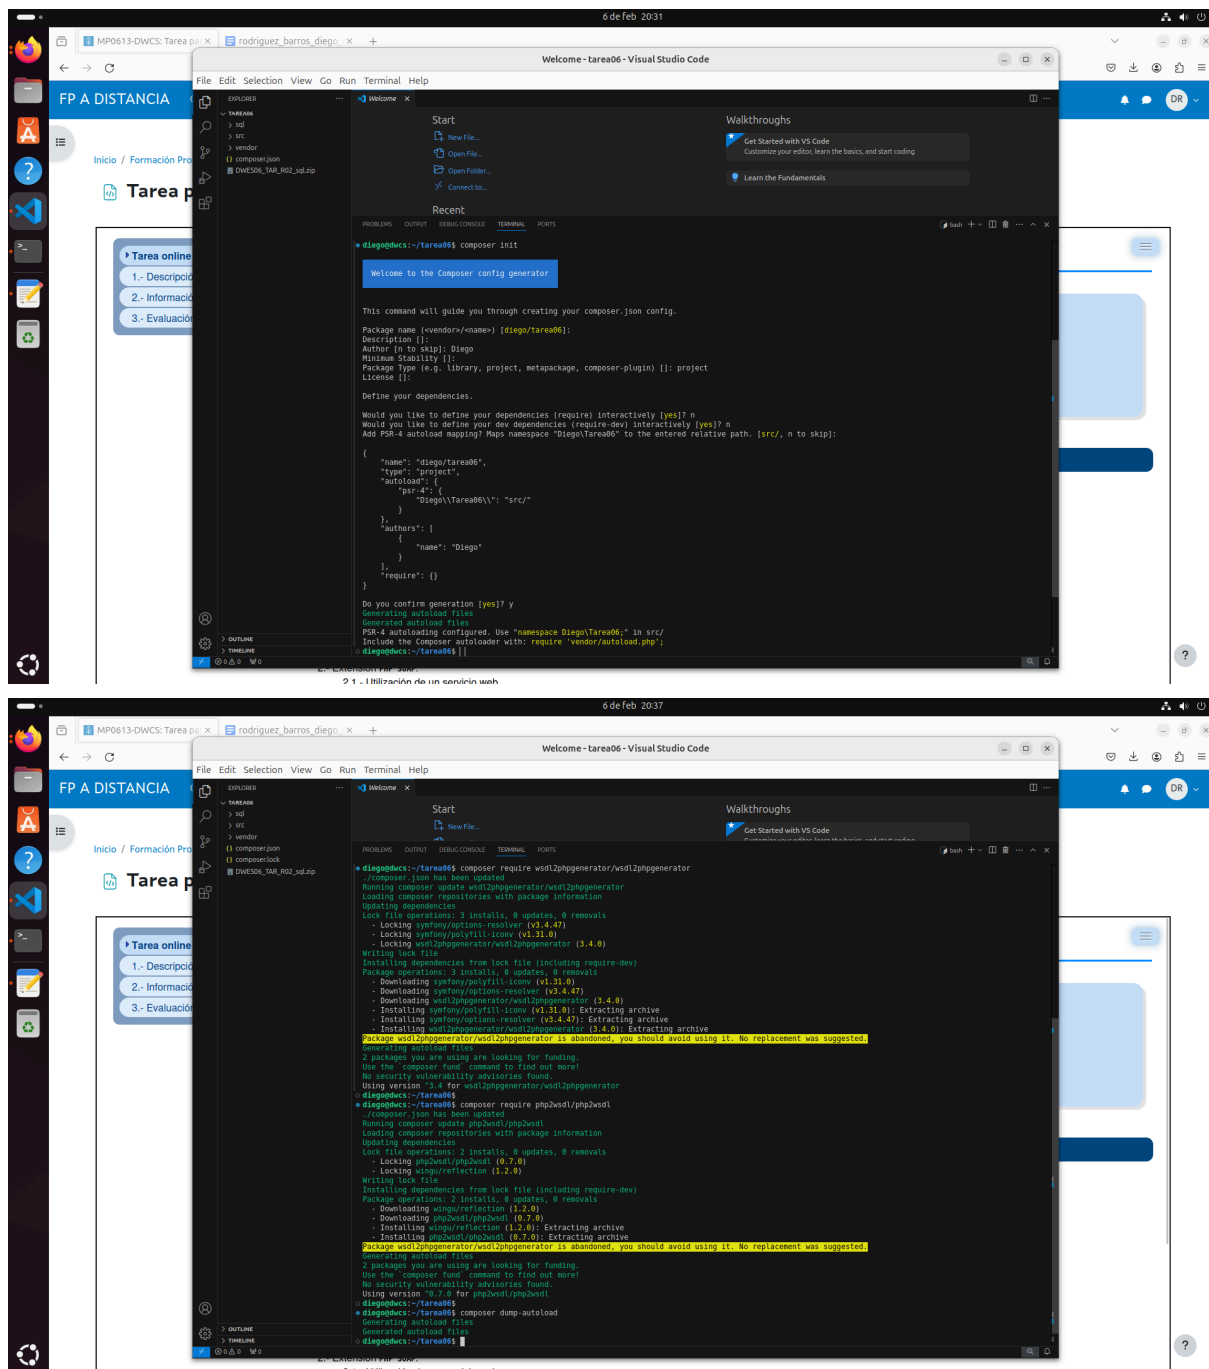 6 de feb 20:31
MP0613-DWCS: Tarea pa
rodriguez_barros_diego
Welcome - tarea06 - Visual Studio Code
File Edit Selection View Go Run Terminal Help
FP A DISTANCIA
DR
EXPLORER
Welcome
TAREA06
sql
src
vendor
composer.json
DWES06_TAR_R02_sql.zip
Start
New File...
Open File...
Open Folder...
Connect to...
Recent
Walkthroughs
Get Started with VS Code
Customize your editor, learn the basics, and start coding
Learn the Fundamentals
Inicio / Formación Pro
Tarea p
Tarea online
1.- Descripció
2.- Informació
3.- Evaluación
PROBLEMS OUTPUT DEBUG CONSOLE TERMINAL PORTS
bash
diego@dwcs:~/tarea06$ composer init
Welcome to the Composer config generator
This command will guide you through creating your composer.json config.
Package name (<vendor>/<name>) [diego/tarea06]:
Description []:
Author [n to skip]: Diego
Minimum Stability []:
Package Type (e.g. library, project, metapackage, composer-plugin) []: project
License []:
Define your dependencies.
Would you like to define your dependencies (require) interactively [yes]? n
Would you like to define your dev dependencies (require-dev) interactively [yes]? n
Add PSR-4 autoload mapping? Maps namespace "Diego\Tarea06" to the entered relative path. [src/, n to skip]:
{
"name": "diego/tarea06",
"type": "project",
"autoload": {
"psr-4": {
"Diego\\Tarea06\\": "src/"
}
},
"authors": [
{
"name": "Diego"
}
],
"require": {}
}
Do you confirm generation [yes]? y
Generating autoload files
Generated autoload files
PSR-4 autoloading configured. Use "namespace Diego\Tarea06;" in src/
Include the Composer autoloader with: require 'vendor/autoload.php';
diego@dwcs:~/tarea06$
OUTLINE
TIMELINE
0 0 0
2.- Extensión PHP SOAP.
2.1.- Utilización de un servicio web
6 de feb 20:37
MP0613-DWCS: Tarea pa
rodriguez_barros_diego
Welcome - tarea06 - Visual Studio Code
File Edit Selection View Go Run Terminal Help
FP A DISTANCIA
DR
EXPLORER
Welcome
TAREA06
sql
src
vendor
composer.json
composer.lock
DWES06_TAR_R02_sql.zip
Start
New File...
Walkthroughs
Get Started with VS Code
Customize your editor, learn the basics, and start coding
Inicio / Formación Pro
Tarea p
Tarea online
1.- Descripció
2.- Informació
3.- Evaluación
PROBLEMS OUTPUT DEBUG CONSOLE TERMINAL PORTS
bash
diego@dwcs:~/tarea06$ composer require wsdl2phpgenerator/wsdl2phpgenerator
./composer.json has been updated
Running composer update wsdl2phpgenerator/wsdl2phpgenerator
Loading composer repositories with package information
Updating dependencies
Lock file operations: 3 installs, 0 updates, 0 removals
- Locking symfony/options-resolver (v3.4.47)
- Locking symfony/polyfill-iconv (v1.31.0)
- Locking wsdl2phpgenerator/wsdl2phpgenerator (3.4.0)
Writing lock file
Installing dependencies from lock file (including require-dev)
Package operations: 3 installs, 0 updates, 0 removals
- Downloading symfony/polyfill-iconv (v1.31.0)
- Downloading symfony/options-resolver (v3.4.47)
- Downloading wsdl2phpgenerator/wsdl2phpgenerator (3.4.0)
- Installing symfony/polyfill-iconv (v1.31.0): Extracting archive
- Installing symfony/options-resolver (v3.4.47): Extracting archive
- Installing wsdl2phpgenerator/wsdl2phpgenerator (3.4.0): Extracting archive
Package wsdl2phpgenerator/wsdl2phpgenerator is abandoned, you should avoid using it. No replacement was suggested.
Generating autoload files
2 packages you are using are looking for funding.
Use the `composer fund` command to find out more!
No security vulnerability advisories found.
Using version ^3.4 for wsdl2phpgenerator/wsdl2phpgenerator
diego@dwcs:~/tarea06$
diego@dwcs:~/tarea06$ composer require php2wsdl/php2wsdl
./composer.json has been updated
Running composer update php2wsdl/php2wsdl
Loading composer repositories with package information
Updating dependencies
Lock file operations: 2 installs, 0 updates, 0 removals
- Locking php2wsdl/php2wsdl (0.7.0)
- Locking wingu/reflection (1.2.0)
Writing lock file
Installing dependencies from lock file (including require-dev)
Package operations: 2 installs, 0 updates, 0 removals
- Downloading wingu/reflection (1.2.0)
- Downloading php2wsdl/php2wsdl (0.7.0)
- Installing wingu/reflection (1.2.0): Extracting archive
- Installing php2wsdl/php2wsdl (0.7.0): Extracting archive
Package wsdl2phpgenerator/wsdl2phpgenerator is abandoned, you should avoid using it. No replacement was suggested.
Generating autoload files
2 packages you are using are looking for funding.
Use the `composer fund` command to find out more!
No security vulnerability advisories found.
Using version ^0.7.0 for php2wsdl/php2wsdl
diego@dwcs:~/tarea06$
diego@dwcs:~/tarea06$ composer dump-autoload
Generating autoload files
Generated autoload files
diego@dwcs:~/tarea06$
OUTLINE
TIMELINE
0 0 0
2.- Extensión PHP SOAP.